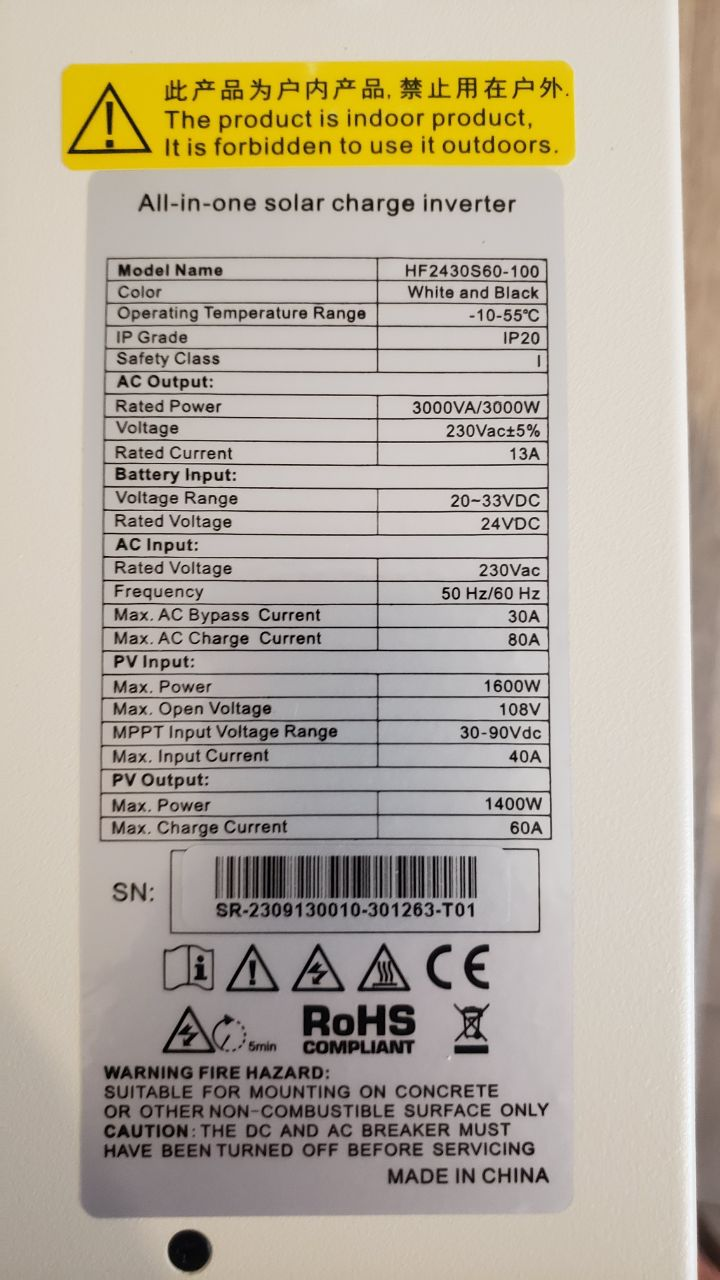 此产品为户内产品,禁止用在户外.
The product is indoor product,
It is forbidden to use it outdoors.
All-in-one solar charge inverter
Model Name HF2430S60-100
Color White and Black
Operating Temperature Range -10-55℃
IP Grade IP20
Safety Class I
AC Output:
Rated Power 3000VA/3000W
Voltage 230Vac±5%
Rated Current 13A
Battery Input:
Voltage Range 20~33VDC
Rated Voltage 24VDC
AC Input:
Rated Voltage 230Vac
Frequency 50 Hz/60 Hz
Max. AC Bypass Current 30A
Max. AC Charge Current 80A
PV Input:
Max. Power 1600W
Max. Open Voltage 108V
MPPT Input Voltage Range 30-90Vdc
Max. Input Current 40A
PV Output:
Max. Power 1400W
Max. Charge Current 60A
SN:
SR-2309130010-301263-T01
CE
5min
RoHS
COMPLIANT
WARNING FIRE HAZARD:
SUITABLE FOR MOUNTING ON CONCRETE
OR OTHER NON-COMBUSTIBLE SURFACE ONLY
CAUTION: THE DC AND AC BREAKER MUST
HAVE BEEN TURNED OFF BEFORE SERVICING
MADE IN CHINA